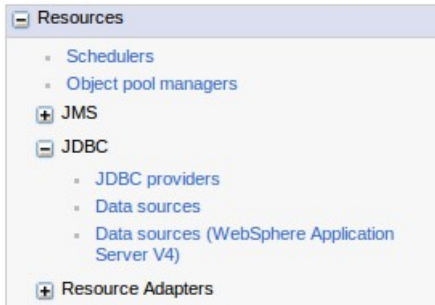 Resources
Schedulers
Object pool managers
JMS
JDBC
JDBC providers
Data sources
Data sources (WebSphere Application
Server V4)
Resource Adapters